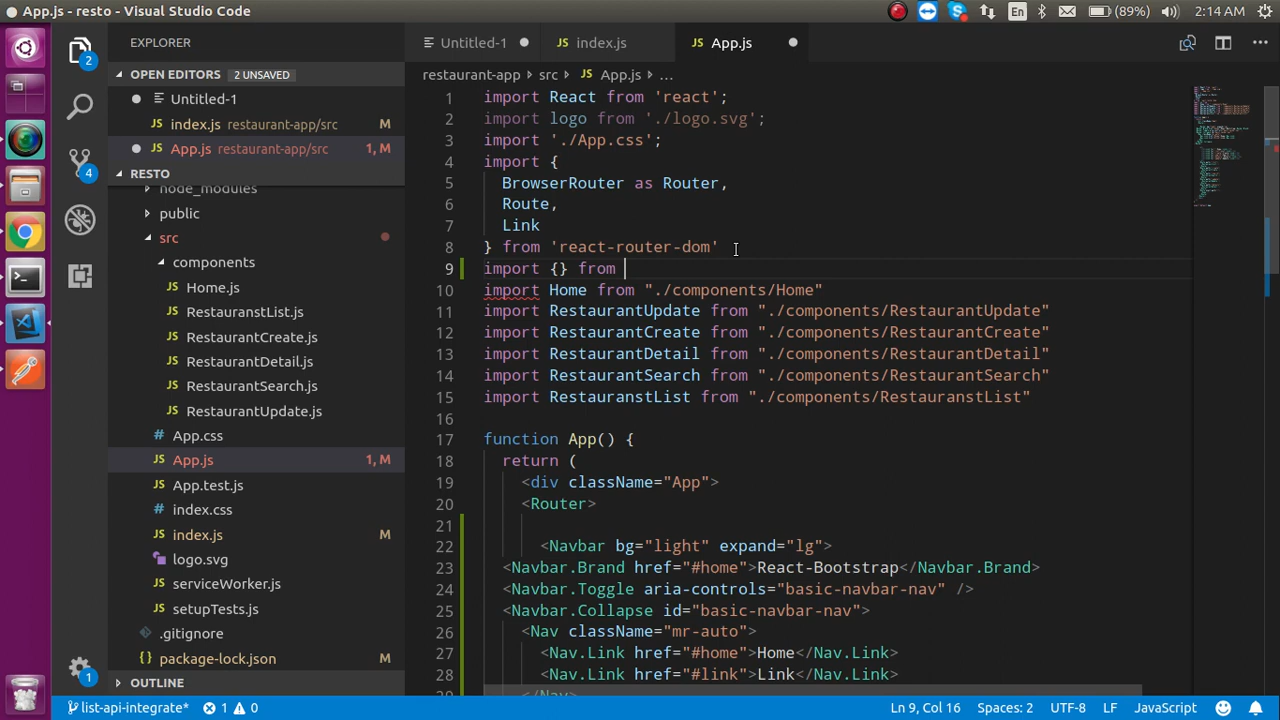 App.js - resto - Visual Studio Code
En
(89%)
2:14 AM
EXPLORER
Untitled-1
index.js
App.js
OPEN EDITORS 2 UNSAVED
restaurant-app › src › App.js › ...
Untitled-1
index.js restaurant-app/src M
App.js restaurant-app/src 1, M
RESTO
node_modules
public
src
components
Home.js
RestauranstList.js
RestaurantCreate.js
RestaurantDetail.js
RestaurantSearch.js
RestaurantUpdate.js
App.css
App.js 1, M
App.test.js
index.css
index.js M
logo.svg
serviceWorker.js
setupTests.js
.gitignore
package-lock.json M
OUTLINE
2
4
1
1 import React from 'react';
2 import logo from './logo.svg';
3 import './App.css';
4 import {
5 BrowserRouter as Router,
6 Route,
7 Link
8 } from 'react-router-dom'
9 import {} from
10 import Home from "./components/Home"
11 import RestaurantUpdate from "./components/RestaurantUpdate"
12 import RestaurantCreate from "./components/RestaurantCreate"
13 import RestaurantDetail from "./components/RestaurantDetail"
14 import RestaurantSearch from "./components/RestaurantSearch"
15 import RestauranstList from "./components/RestauranstList"
16
17 function App() {
18 return (
19 <div className="App">
20 <Router>
21
22 <Navbar bg="light" expand="lg">
23 <Navbar.Brand href="#home">React-Bootstrap</Navbar.Brand>
24 <Navbar.Toggle aria-controls="basic-navbar-nav" />
25 <Navbar.Collapse id="basic-navbar-nav">
26 <Nav className="mr-auto">
27 <Nav.Link href="#home">Home</Nav.Link>
28 <Nav.Link href="#link">Link</Nav.Link>
</Nav>
list-api-integrate* 1 0
Ln 9, Col 16 Spaces: 2 UTF-8 LF JavaScript